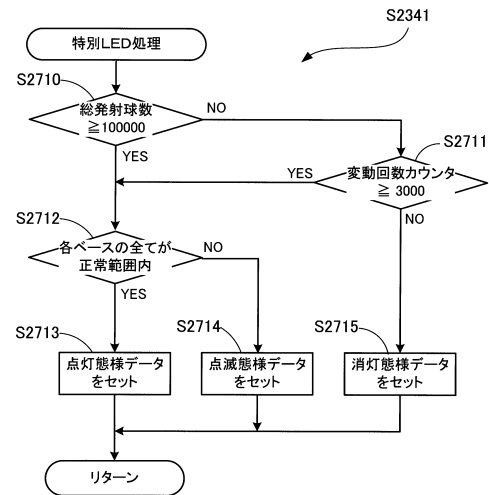 S2341
特別LED処理
S2710
総発射球数
≧100000
NO
YES
S2711
変動回数カウンタ
≧ 3000
YES
NO
S2712
各ベースの全てが
正常範囲内
NO
YES
S2713
点灯態様データ
をセット
S2714
点滅態様データ
をセット
S2715
消灯態様データ
をセット
リターン